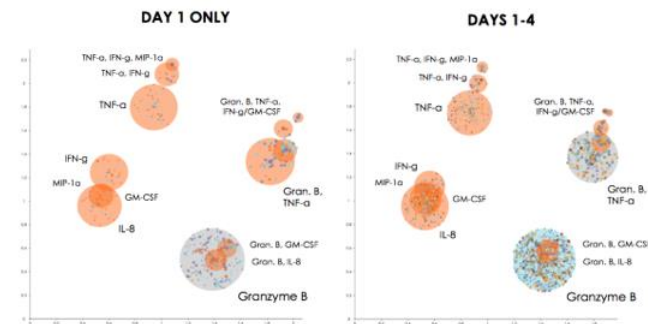 DAY 1 ONLY
TNF-a, IFN-g, MIP-1a
TNF-a, IFN-g
TNF-a
Gran. B, TNF-a,
IFN-g/GM-CSF
IFN-g
MIP-1a
GM-CSF
IL-8
Gran. B,
TNF-a
Gran. B, GM-CSF
Gran. B, IL-8
Granzyme B
DAYS 1-4
TNF-a, IFN-g, MIP-1a
TNF-a, IFN-g
TNF-a
Gran. B, TNF-a,
IFN-g/GM-CSF
IFN-g
MIP-1a
GM-CSF
IL-8
Gran. B,
TNF-a
Gran. B, GM-CS
Gran. B, IL-8
Granzyme B